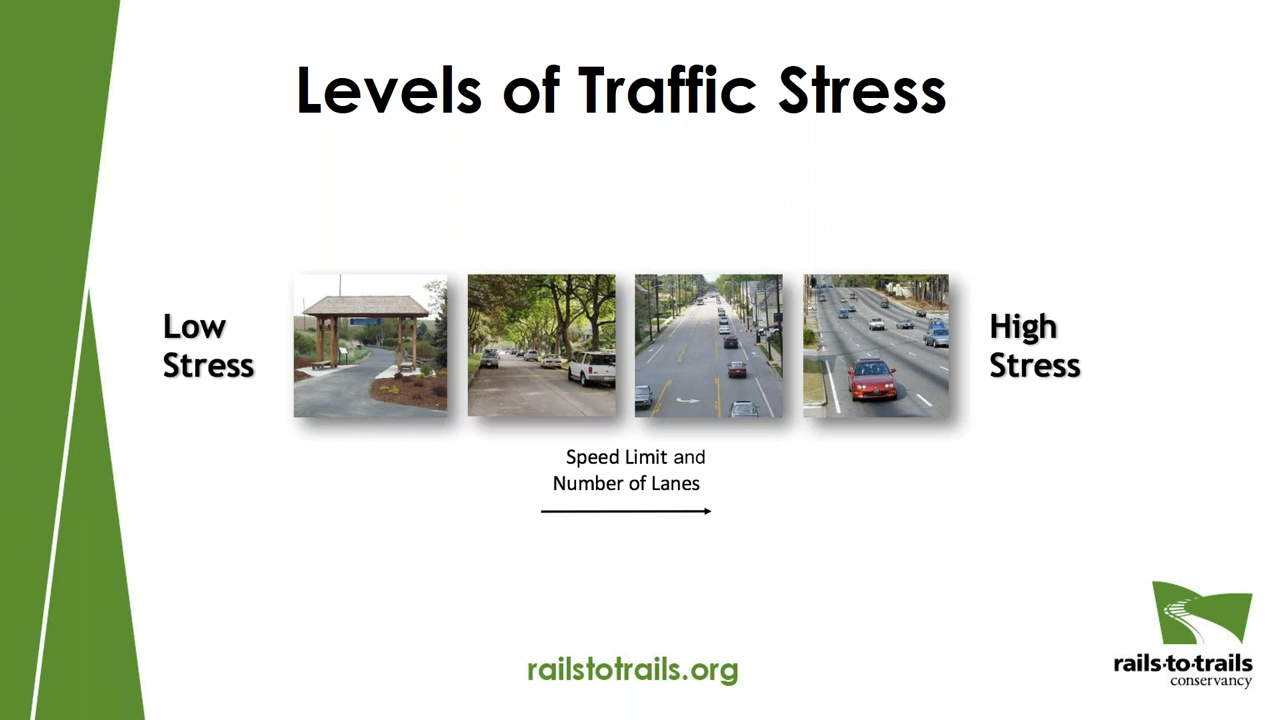 Levels of Traffic Stress
Low
Stress
High
Stress
Speed Limit and
Number of Lanes
railstotrails.org
rails·to·trails
conservancy